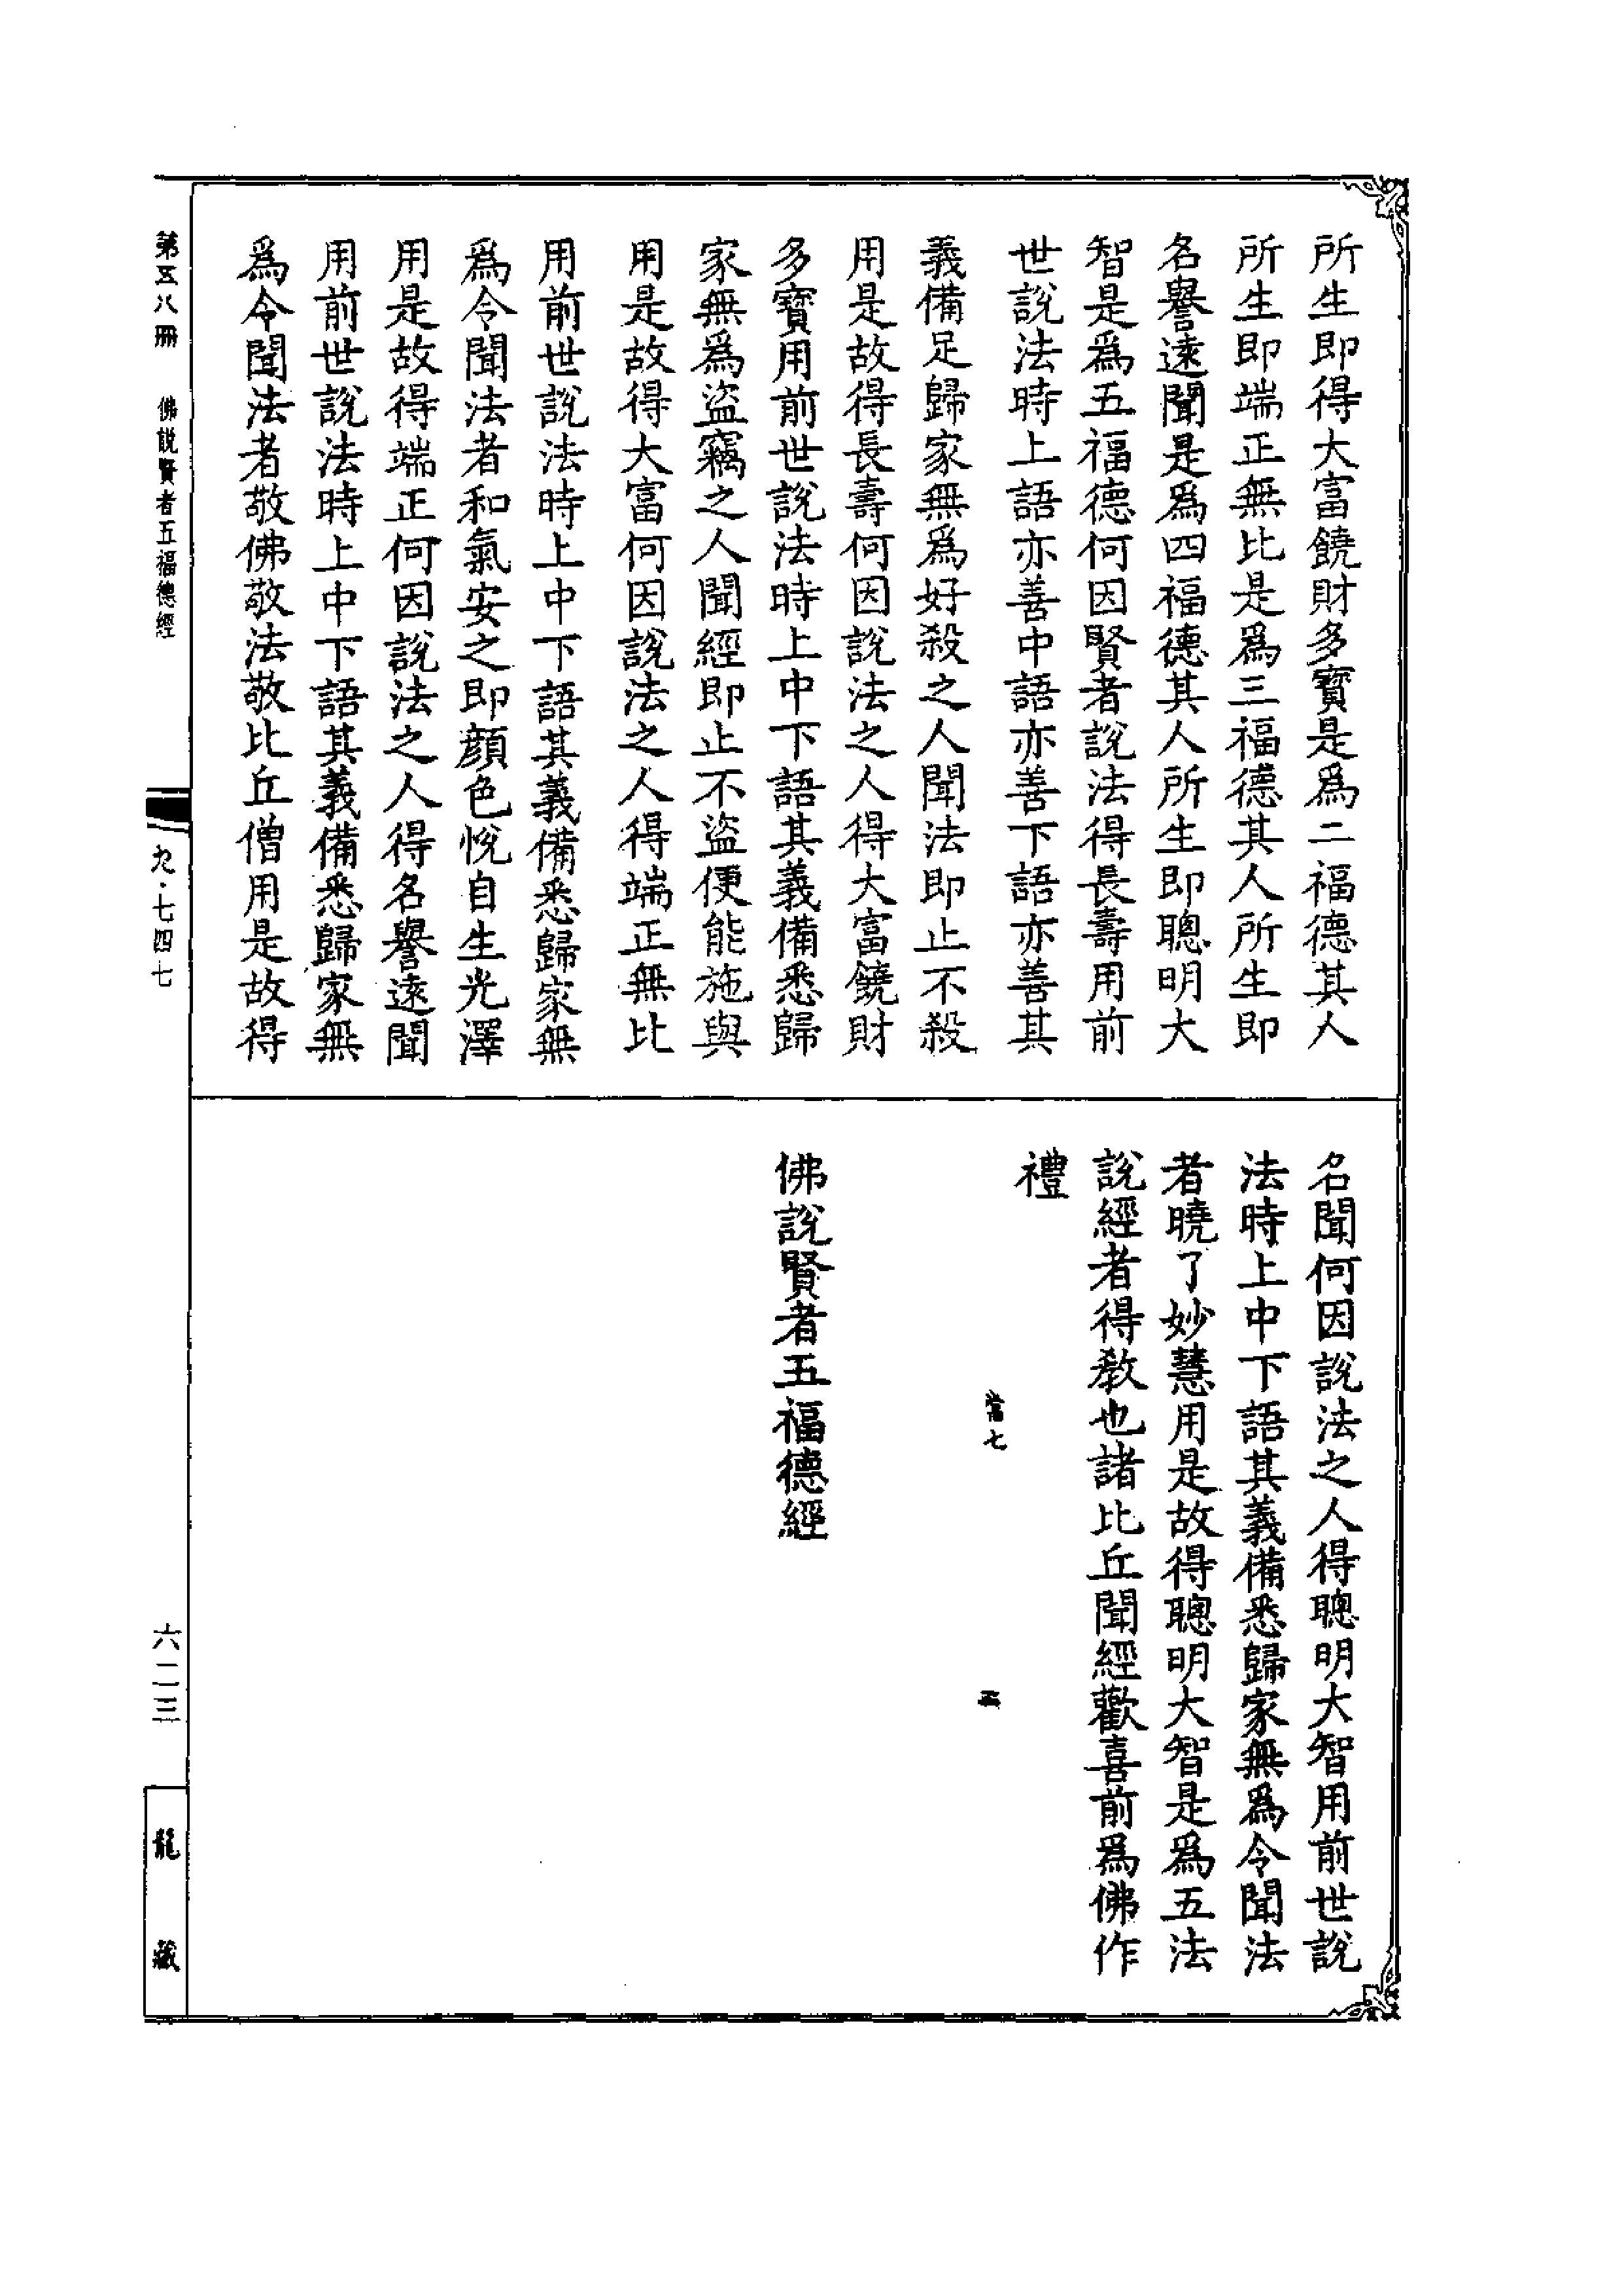 所生即得大富饒財多寶是爲二福德其人
所生即端正無比是爲三福德其人所生即
名譽遠聞是爲四福德其人所生即聰明大
智是爲五福德何因賢者說法得長壽用前
世說法時上語亦善中語亦善下語亦善其
義備足歸家無爲好殺之人聞法即止不殺
用是故得長壽何因說法之人得大富饒財
多寶用前世說法時上中下語其義備悉歸
家無爲盜竊之人聞經即止不盜便能施與
用是故得大富何因說法之人得端正無比
用前世說法時上中下語其義備悉歸家無
爲令聞法者和氣安之即顏色悅自生光澤
用是故得端正何因說法之人得名譽遠聞
用前世說法時上中下語其義備悉歸家無
爲令聞法者敬佛敬法敬比丘僧用是故得
名聞何因說法之人得聰明大智用前世說
法時上中下語其義備悉歸家無爲令聞法
者曉了妙慧用是故得聰明大智是爲五法
說經者得教也諸比丘聞經歡喜前爲佛作
禮
當七
五
佛說賢者五福德經
第五八冊 佛說賢者五福德經
九·七四七
六二三
龍藏